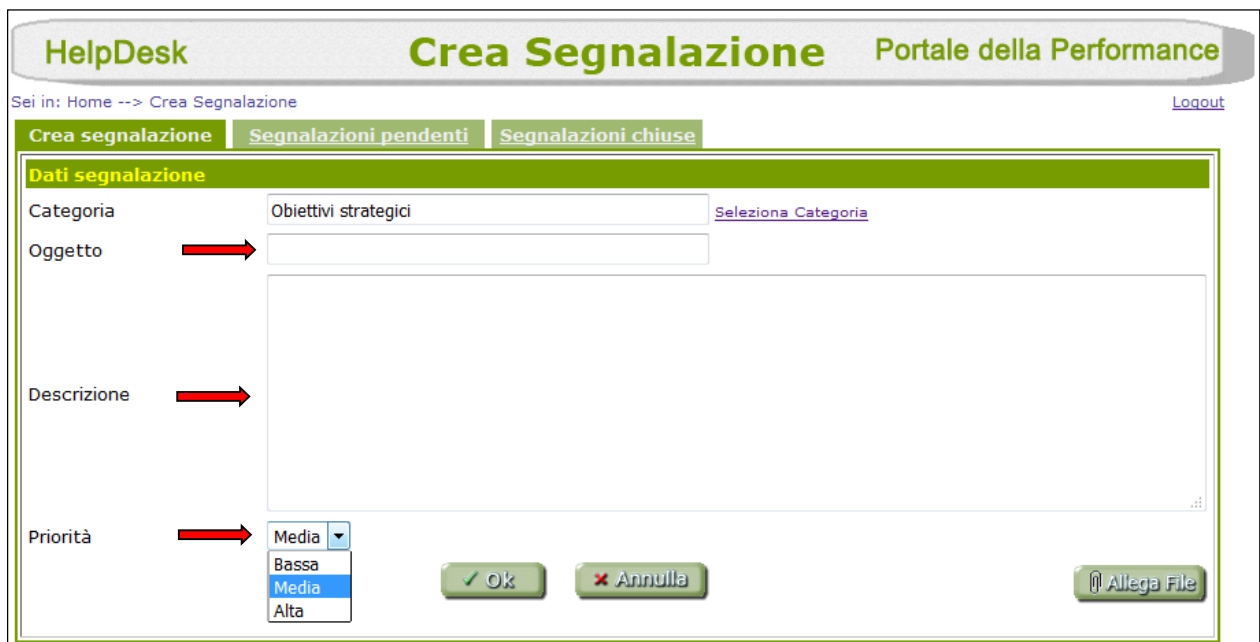 HelpDesk Crea Segnalazione Portale della Performance
Sei in: Home --> Crea Segnalazione Logout
Crea segnalazione Segnalazioni pendenti Segnalazioni chiuse
Dati segnalazione
Categoria Obiettivi strategici Seleziona Categoria
Oggetto
Descrizione
Priorità Media
Bassa
Media
Alta
Ok Annulla Allega File